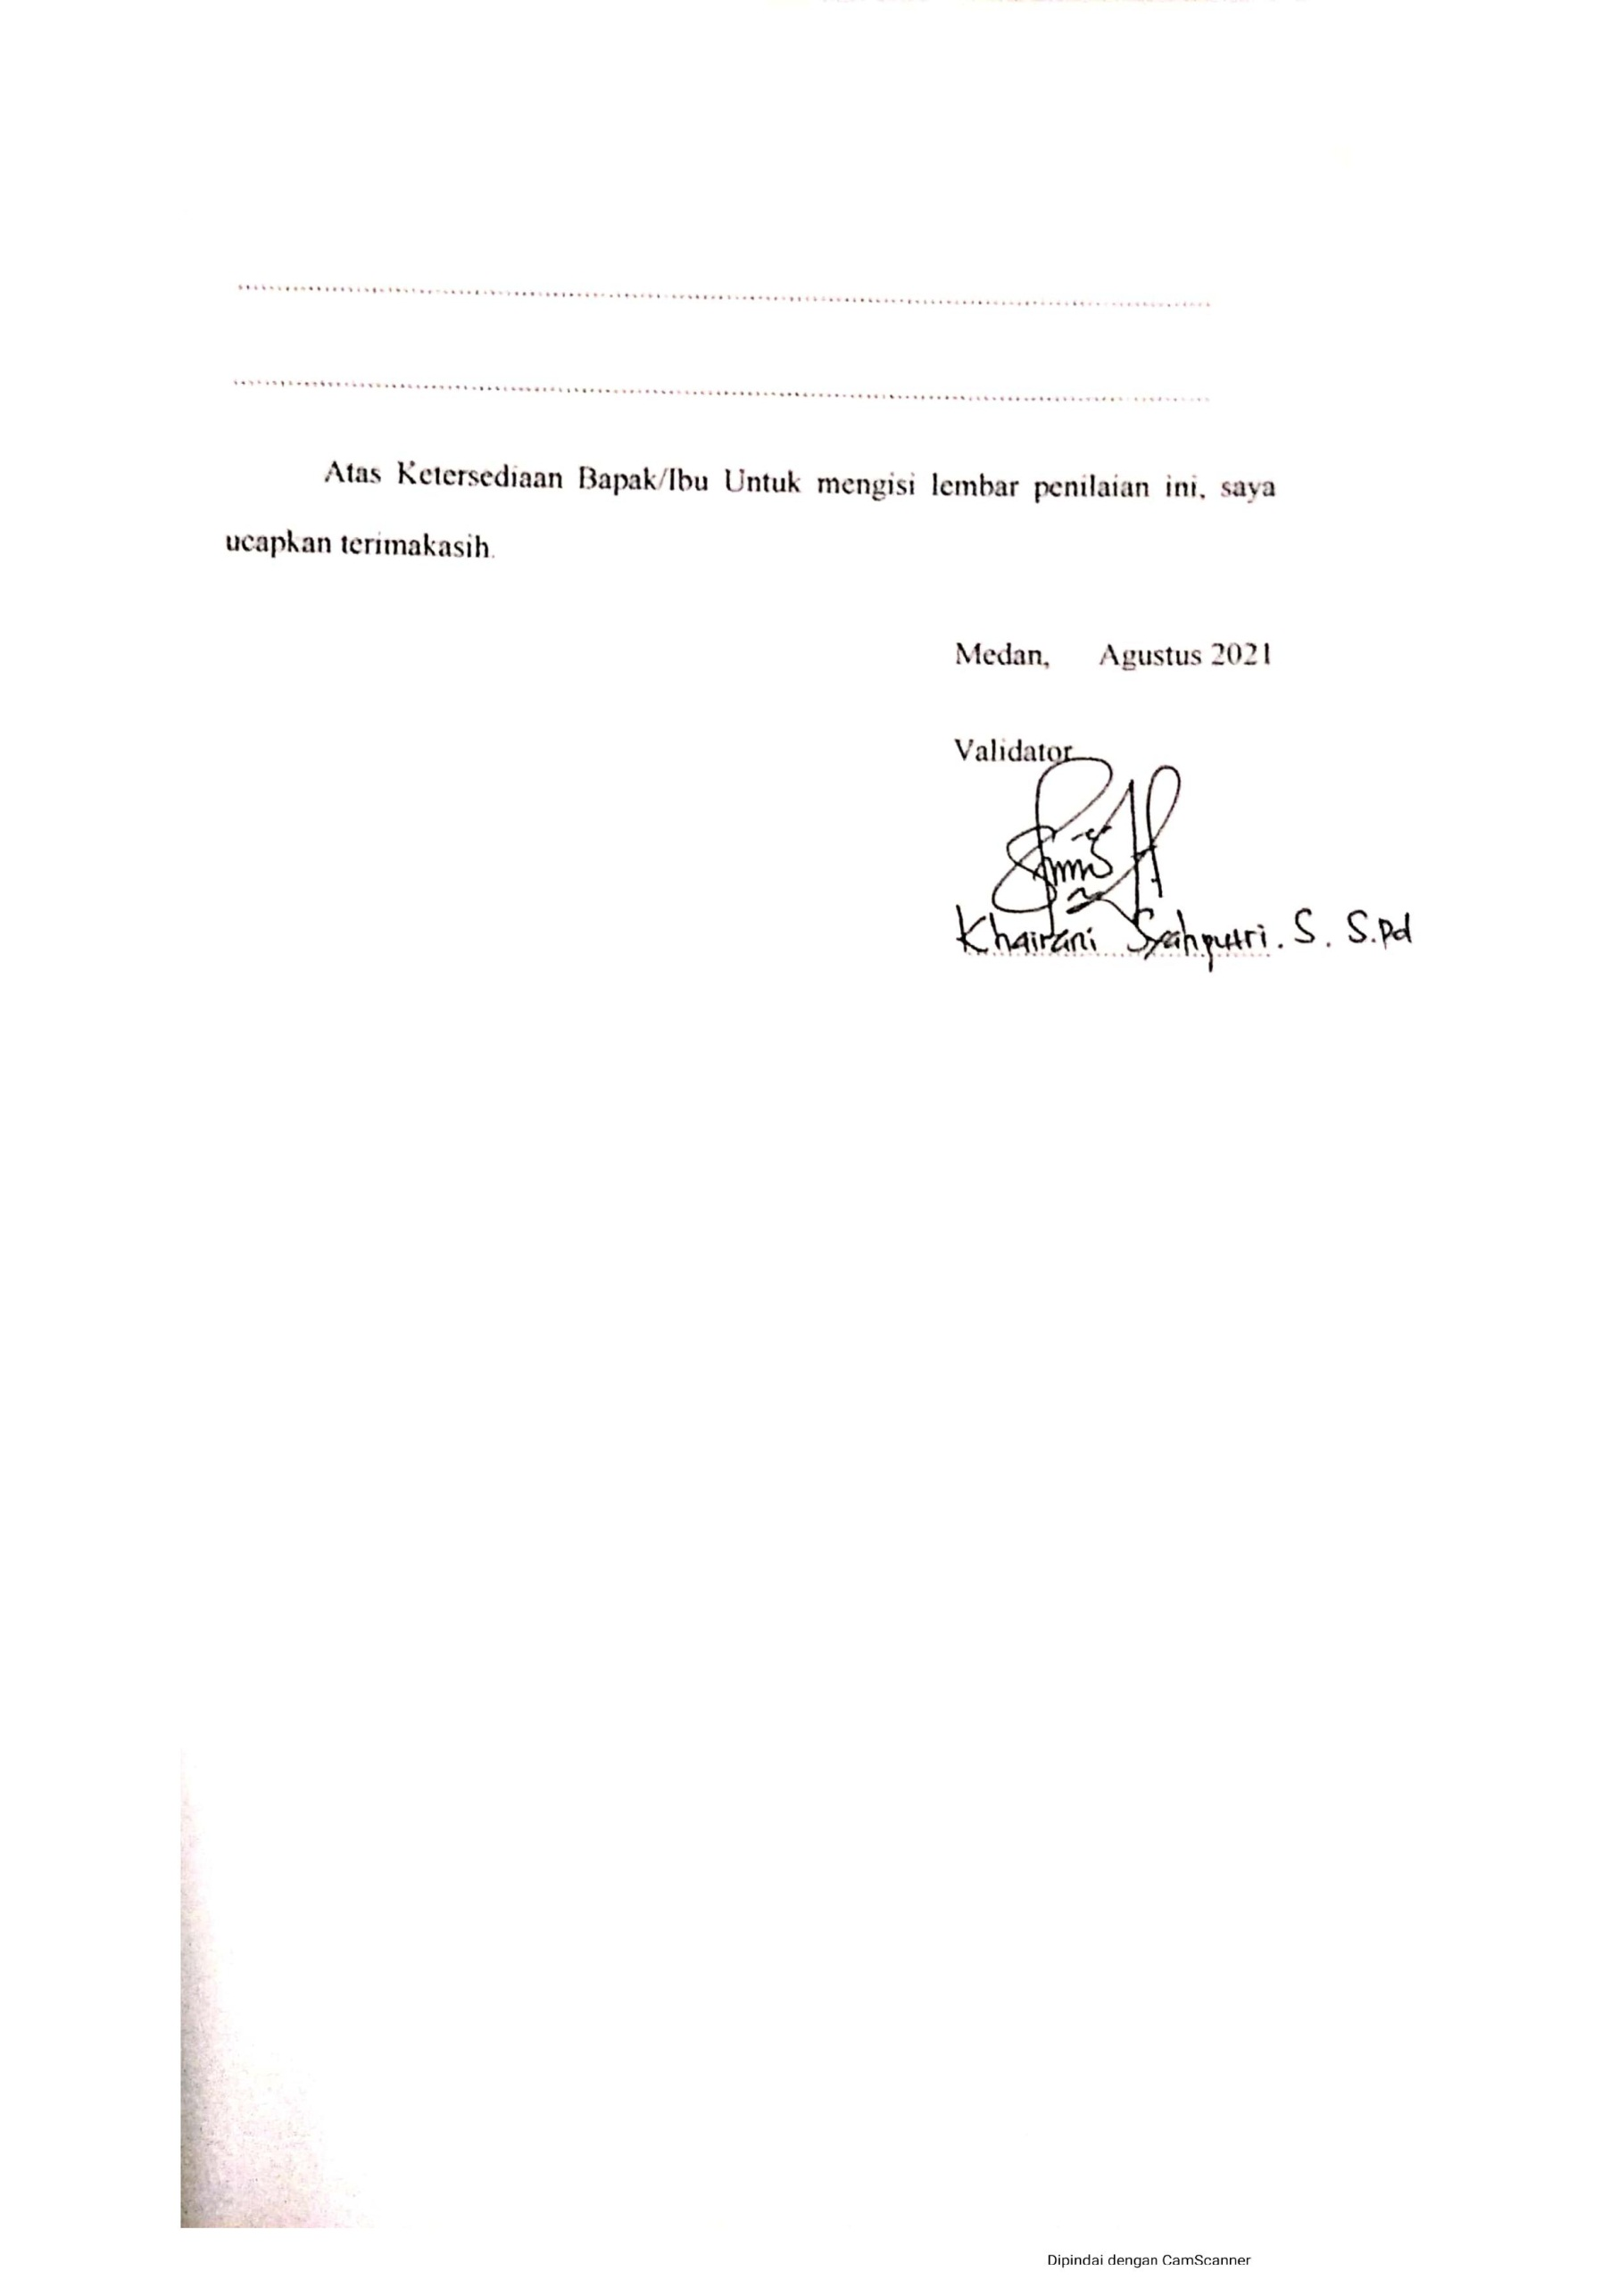 ........................................................................................................................
........................................................................................................................
Atas Ketersediaan Bapak/Ibu Untuk mengisi lembar penilaian ini, saya
ucapkan terimakasih.
Medan, Agustus 2021
Validator
Khairani Syahputri. S. S.Pd
Dipindai dengan CamScanner